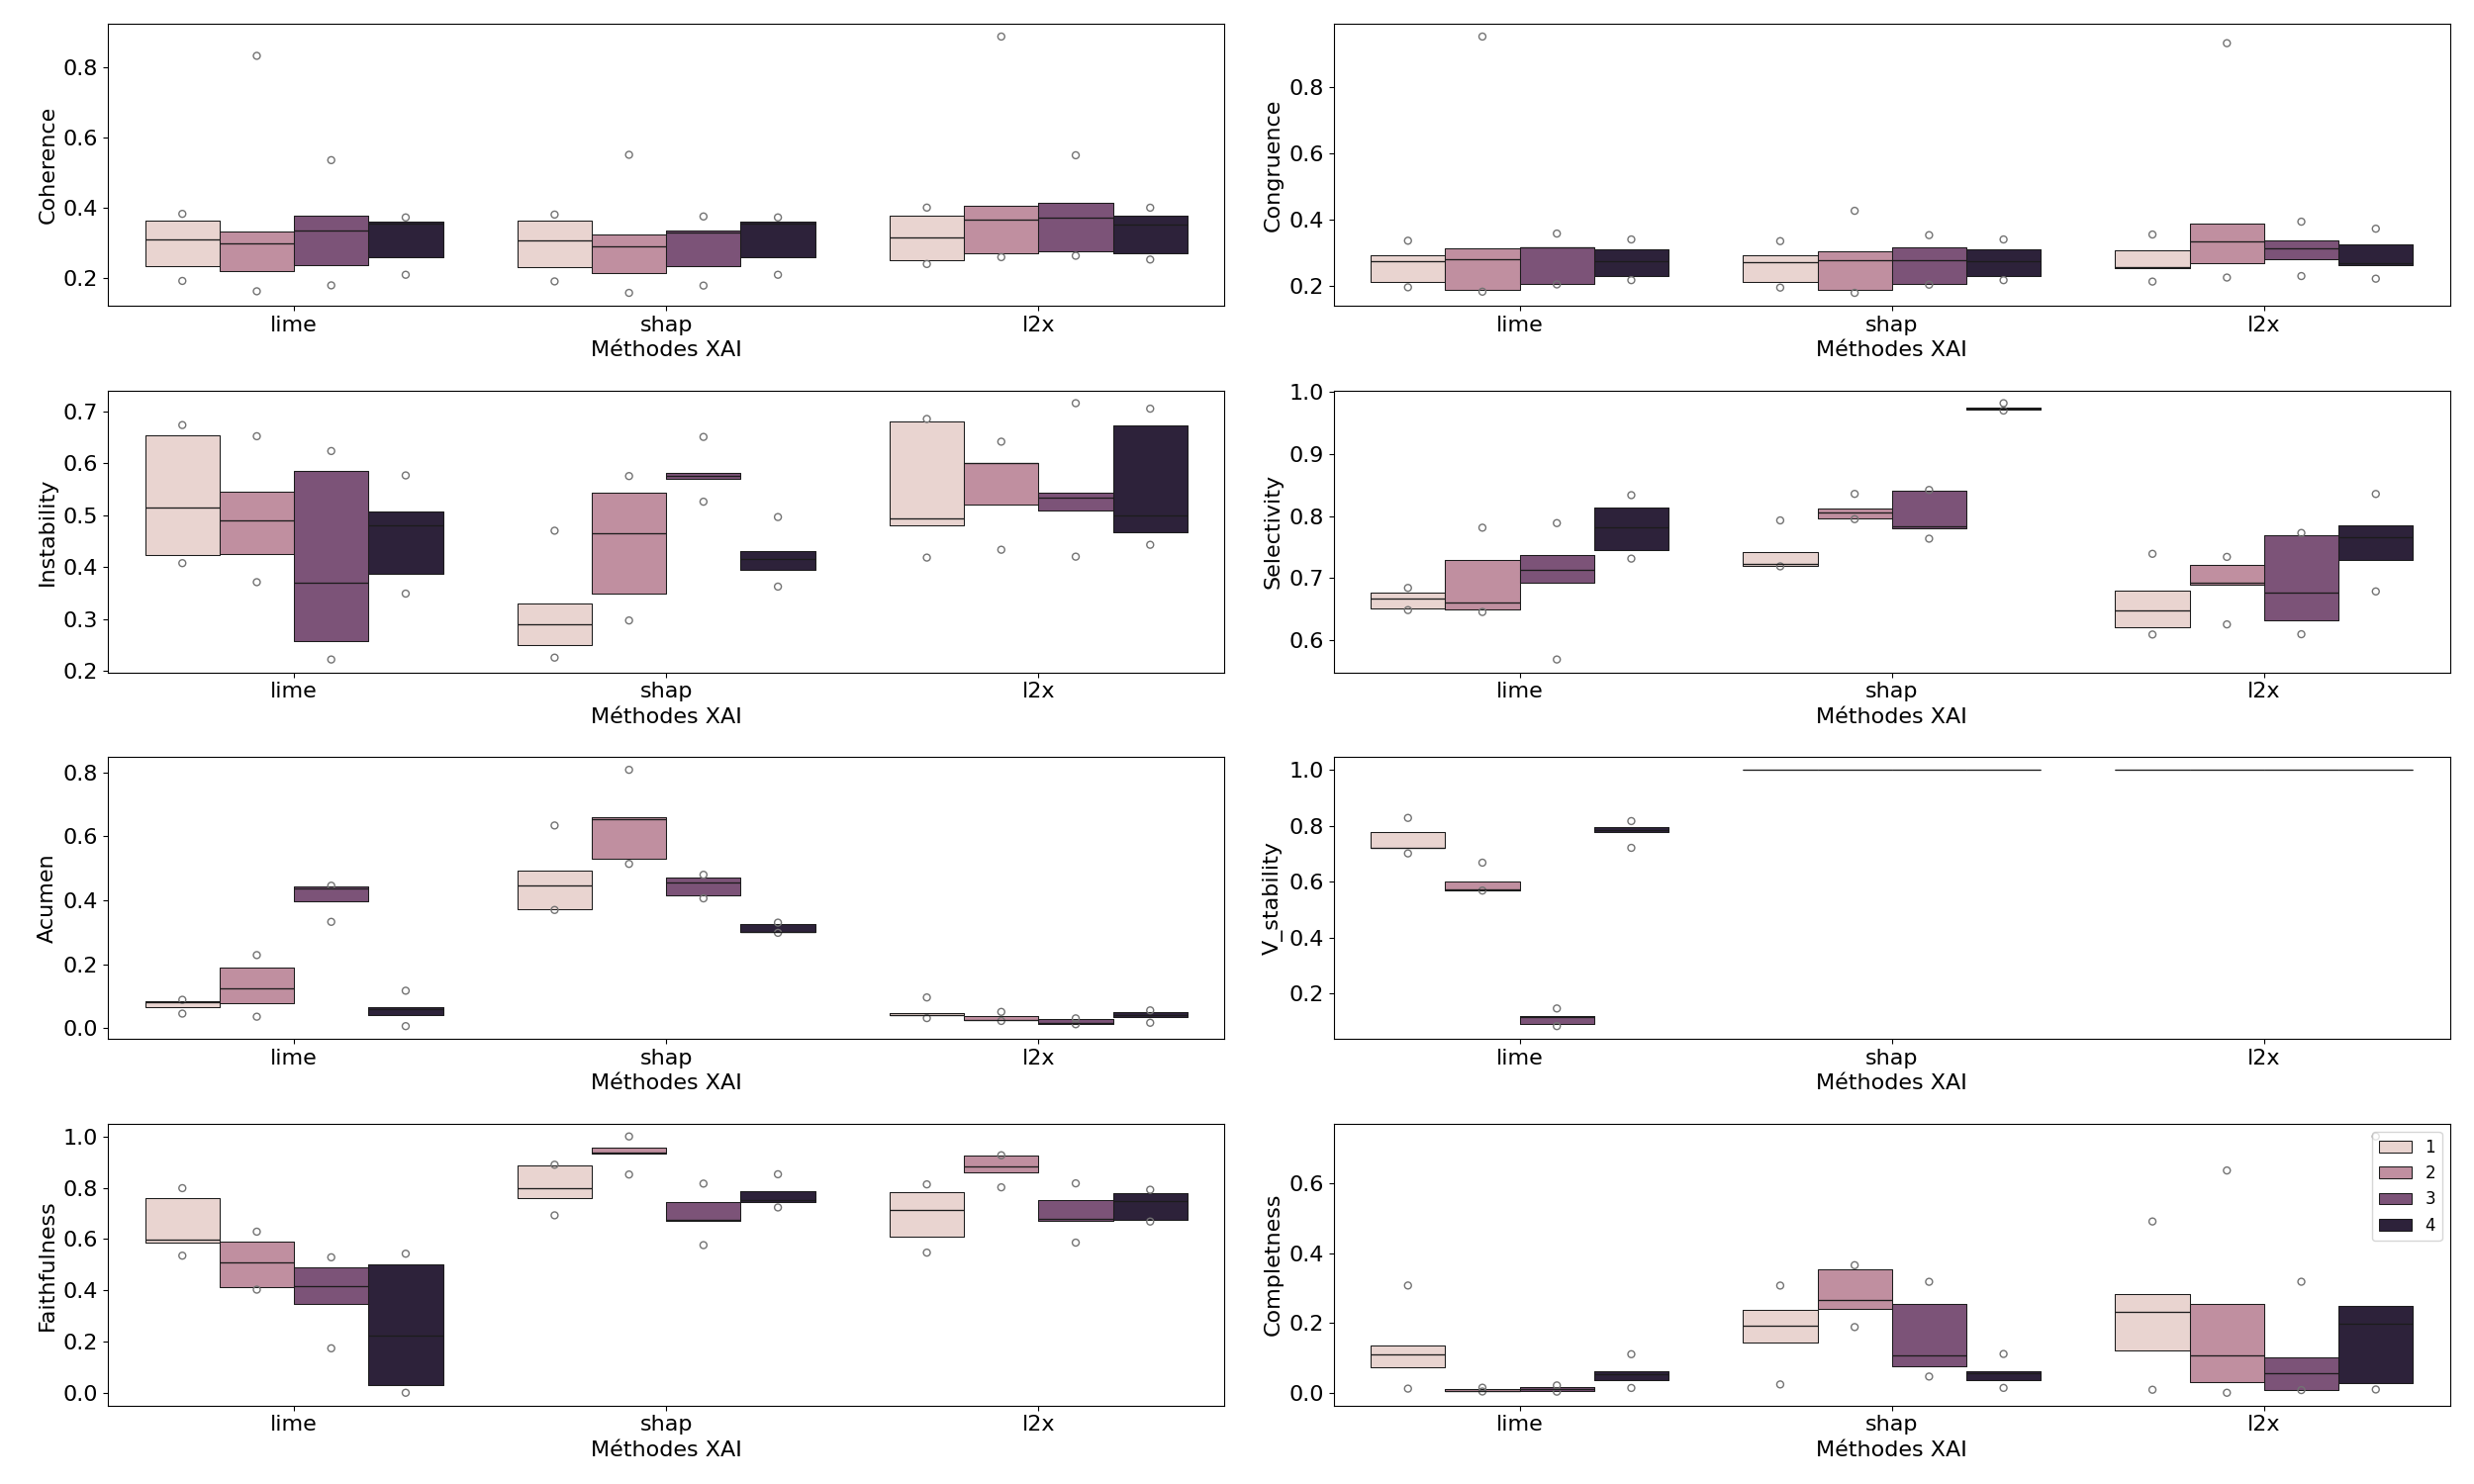 Coherence
0.8
0.6
0.4
0.2
lime shap l2x
Méthodes XAI
Congruence
0.8
0.6
0.4
0.2
lime shap l2x
Méthodes XAI
Instability
0.7
0.6
0.5
0.4
0.3
0.2
lime shap l2x
Méthodes XAI
Selectivity
1.0
0.9
0.8
0.7
0.6
lime shap l2x
Méthodes XAI
Acumen
0.8
0.6
0.4
0.2
0.0
lime shap l2x
Méthodes XAI
V_stability
1.0
0.8
0.6
0.4
0.2
lime shap l2x
Méthodes XAI
Faithfulness
1.0
0.8
0.6
0.4
0.2
0.0
lime shap l2x
Méthodes XAI
Completness
0.6
0.4
0.2
0.0
1
2
3
4
lime shap l2x
Méthodes XAI